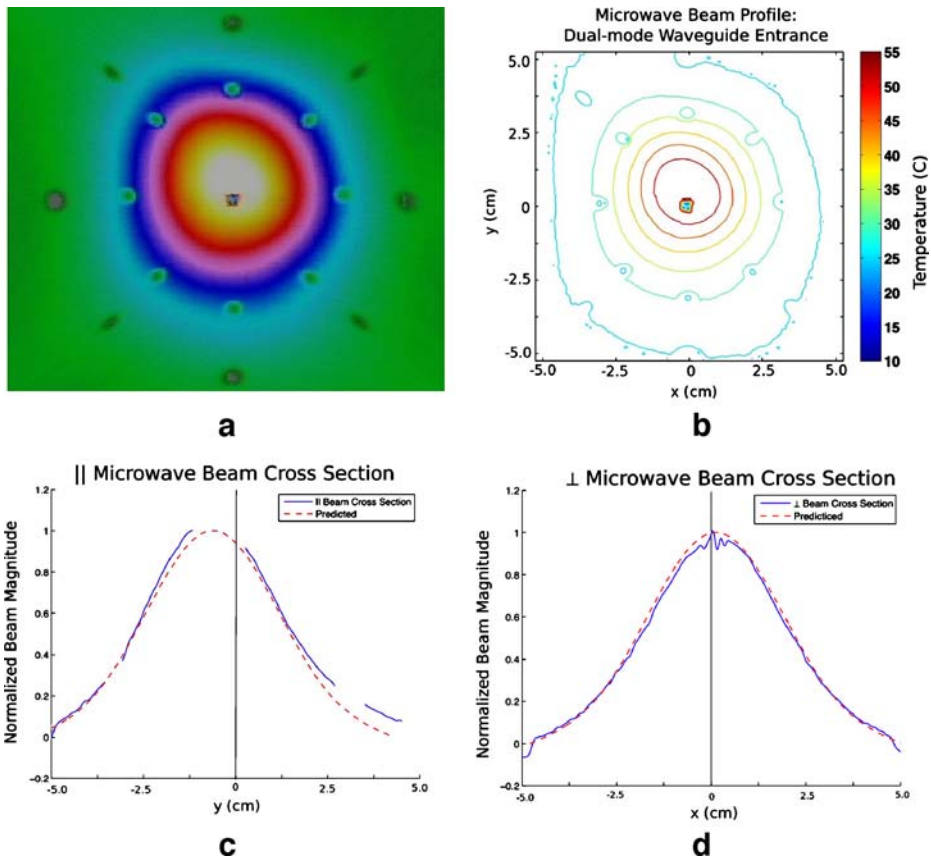 Microwave Beam Profile:
Dual-mode Waveguide Entrance
5.0
2.5
0
-2.5
-5.0
y (cm)
-5.0 -2.5 0 2.5 5.0
x (cm)
55
50
45
40
35
30
25
20
15
10
Temperature (C)
a
b
|| Microwave Beam Cross Section
II Beam Cross Section
Predicted
1.2
1
0.8
0.6
0.4
0.2
0
-0.2
Normalized Beam Magnitude
-5.0 -2.5 0 2.5 5.0
y (cm)
c
⊥ Microwave Beam Cross Section
⊥ Beam Cross Section
Prediciced
1.2
1
0.8
0.6
0.4
0.2
0
-0.2
Normalized Beam Magnitude
-5.0 -2.5 0 2.5 5.0
x (cm)
d